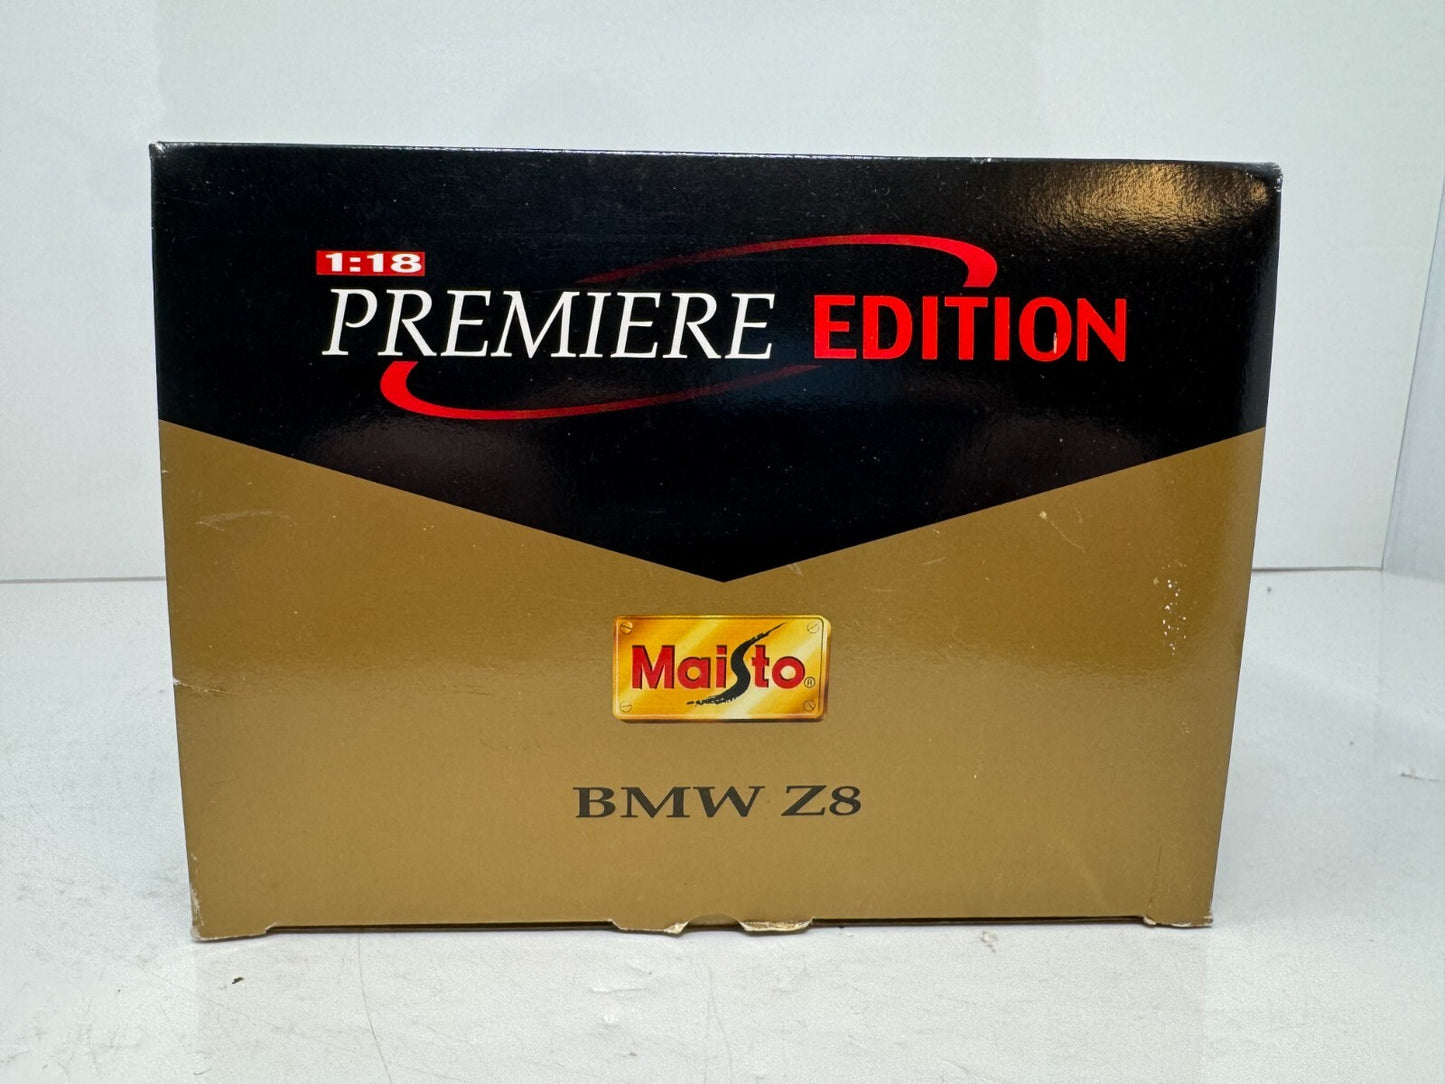 1:18
PREMIERE EDITION
Maisto®
BMW Z8